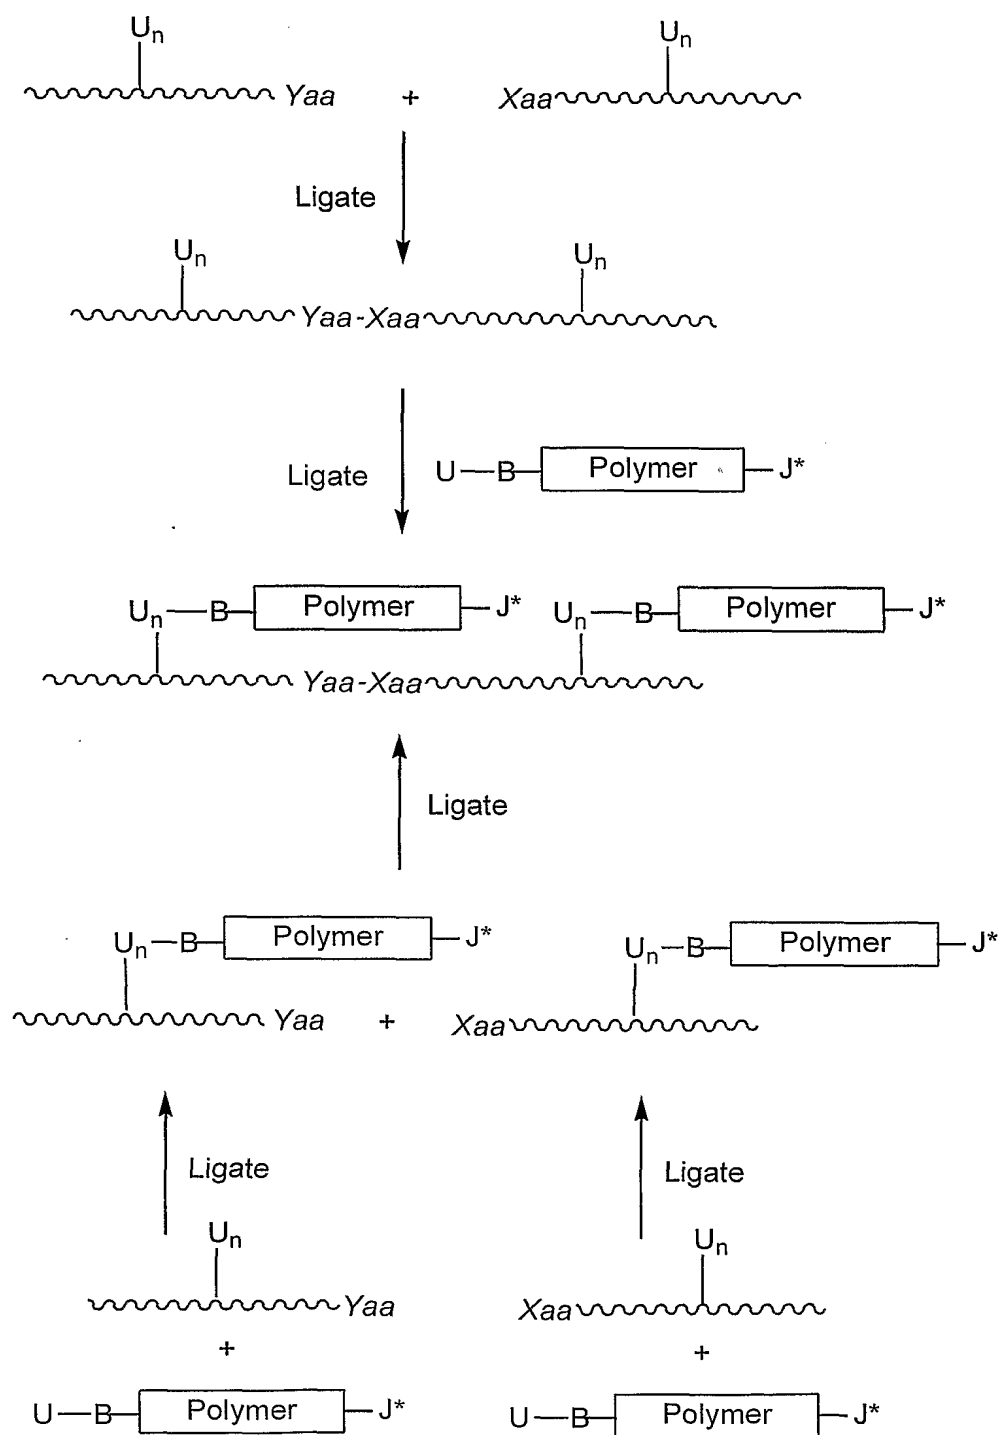 Uₙ Uₙ
Yaa + Xaa
Ligate
Uₙ Uₙ
Yaa-Xaa
Ligate U—B—Polymer—J*
Uₙ—B—Polymer—J* Uₙ—B—Polymer—J*
Yaa-Xaa
Ligate
Uₙ—B—Polymer—J* Uₙ—B—Polymer—J*
Yaa + Xaa
Ligate Ligate
Uₙ Uₙ
Yaa Xaa
+ +
U—B—Polymer—J* U—B—Polymer—J*